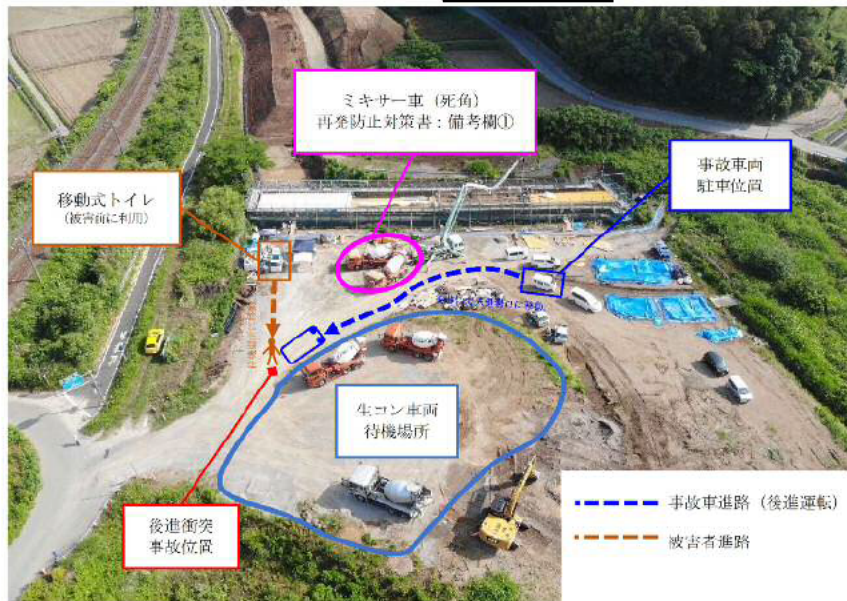 ミキサー車（死角）
再発防止対策書：備考欄①
事故車両
駐車位置
移動式トイレ
（被害前に利用）
生コン車両
待機場所
後進衝突
事故位置
事故車進路（後進運転）
被害者進路